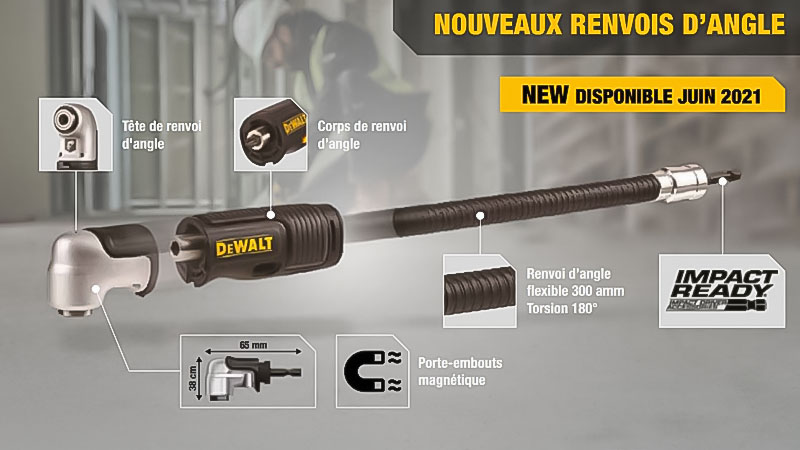 NOUVEAUX RENVOIS D'ANGLE
NEW DISPONIBLE JUIN 2021
Tête de renvoi
d'angle
DEWALT
Corps de renvoi
d'angle
DEWALT
Renvoi d'angle
flexible 300 amm
Torsion 180°
IMPACT
READY
65 mm
38 cm
Porte-embouts
magnétique